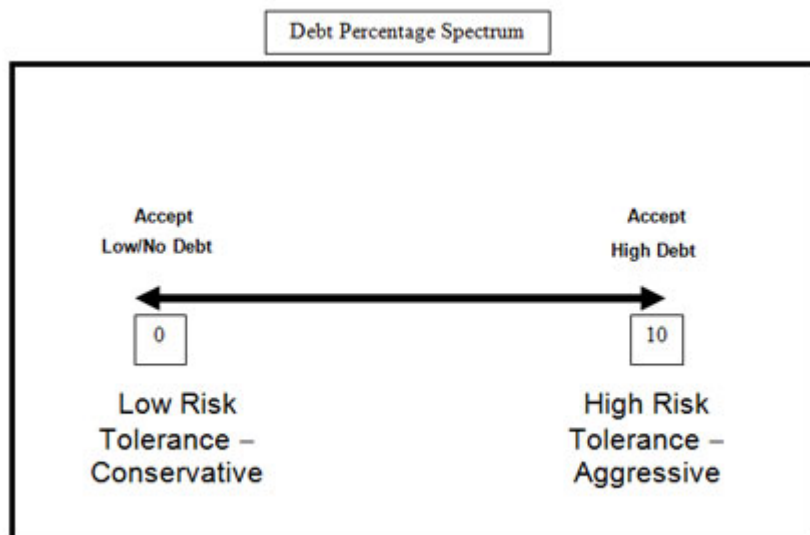 Debt Percentage Spectrum
Accept
Low/No Debt
Accept
High Debt
0
10
Low Risk
Tolerance –
Conservative
High Risk
Tolerance –
Aggressive